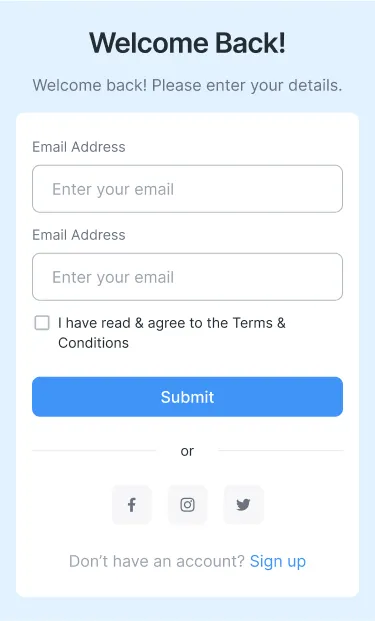 Welcome Back!
Welcome back! Please enter your details.
Email Address
Enter your email
Email Address
Enter your email
I have read & agree to the Terms &
Conditions
Submit
or
Don’t have an account? Sign up